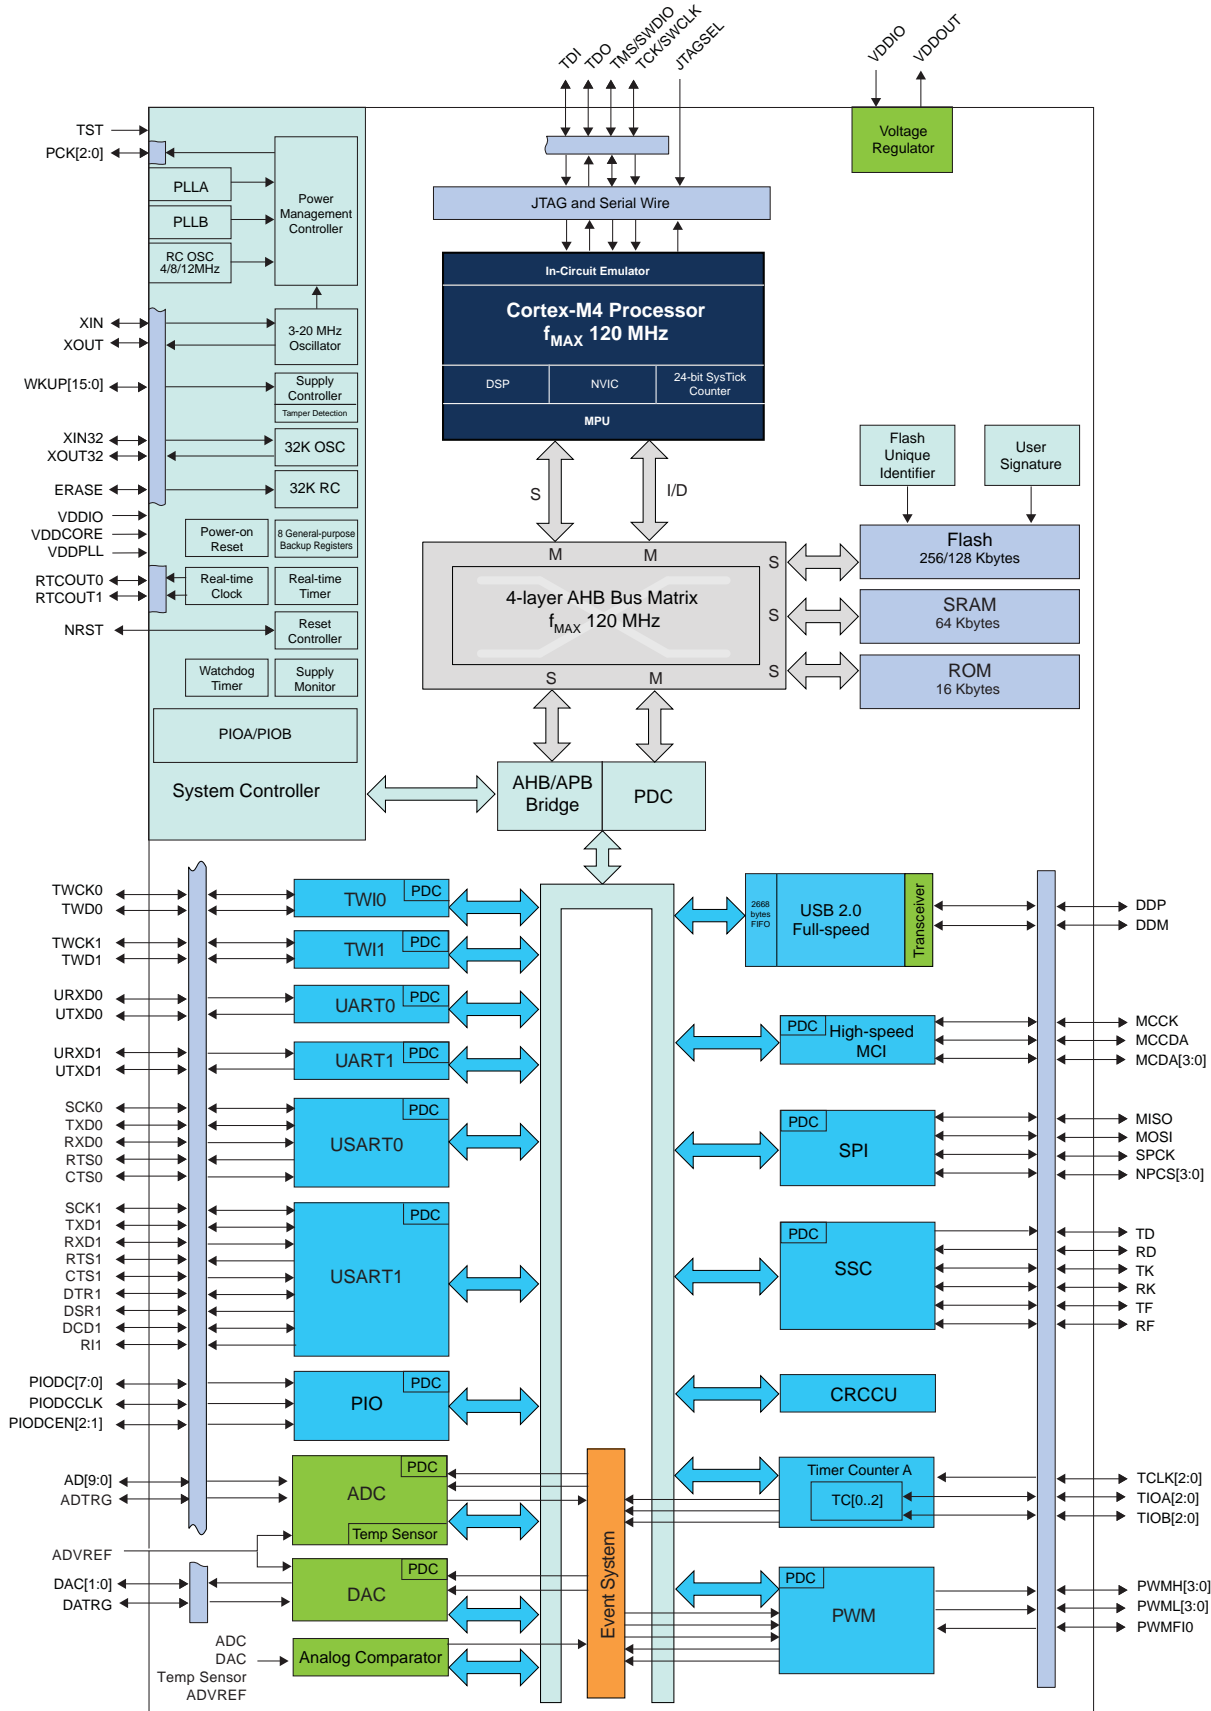 TDI
TDO
TMS/SWDIO
TCK/SWCLK
JTAGSEL
VDDIO
VDDOUT
TST
PCK[2:0]
PLLA
PLLB
RC OSC
4/8/12MHz
Power
Management
Controller
XIN
XOUT
3-20 MHz
Oscillator
WKUP[15:0]
Supply
Controller
Tamper Detection
XIN32
XOUT32
32K OSC
ERASE
32K RC
VDDIO
VDDCORE
VDDPLL
Power-on
Reset
8 General-purpose
Backup Registers
RTCOUT0
RTCOUT1
Real-time
Clock
Real-time
Timer
NRST
Reset
Controller
Watchdog
Timer
Supply
Monitor
PIOA/PIOB
System Controller
Voltage
Regulator
JTAG and Serial Wire
In-Circuit Emulator
Cortex-M4 Processor
fMAX 120 MHz
DSP
NVIC
24-bit SysTick
Counter
MPU
S
I/D
M
M
S
4-layer AHB Bus Matrix
fMAX 120 MHz
S
S
S
M
Flash
Unique
Identifier
User
Signature
Flash
256/128 Kbytes
SRAM
64 Kbytes
ROM
16 Kbytes
AHB/APB
Bridge
PDC
TWCK0
TWD0
PDC
TWI0
TWCK1
TWD1
PDC
TWI1
URXD0
UTXD0
PDC
UART0
URXD1
UTXD1
PDC
UART1
SCK0
TXD0
RXD0
RTS0
CTS0
PDC
USART0
SCK1
TXD1
RXD1
RTS1
CTS1
DTR1
DSR1
DCD1
RI1
PDC
USART1
PIODC[7:0]
PIODCCLK
PIODCEN[2:1]
PDC
PIO
AD[9:0]
ADTRG
PDC
ADC
Temp Sensor
ADVREF
DAC[1:0]
DATRG
PDC
DAC
ADC
DAC
Temp Sensor
ADVREF
Analog Comparator
Event System
2668
bytes
FIFO
USB 2.0
Full-speed
Transceiver
DDP
DDM
PDC
High-speed
MCI
MCCK
MCCDA
MCDA[3:0]
PDC
SPI
MISO
MOSI
SPCK
NPCS[3:0]
PDC
SSC
TD
RD
TK
RK
TF
RF
CRCCU
Timer Counter A
TC[0..2]
TCLK[2:0]
TIOA[2:0]
TIOB[2:0]
PDC
PWM
PWMH[3:0]
PWML[3:0]
PWMFI0